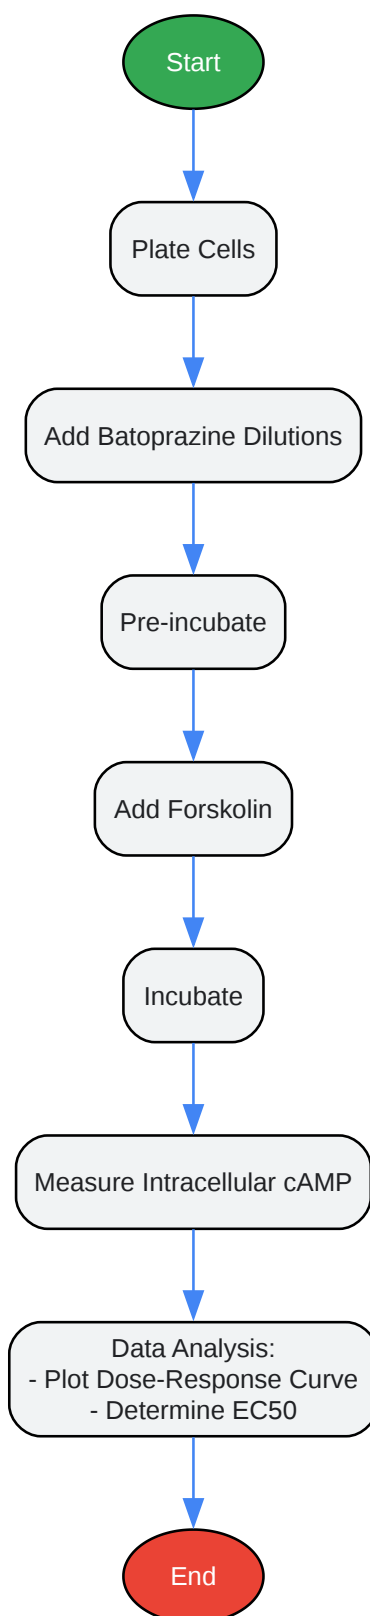 Start
Plate Cells
Add Batoprazine Dilutions
Pre-incubate
Add Forskolin
Incubate
Measure Intracellular cAMP
Data Analysis:
- Plot Dose-Response Curve
- Determine EC50
End